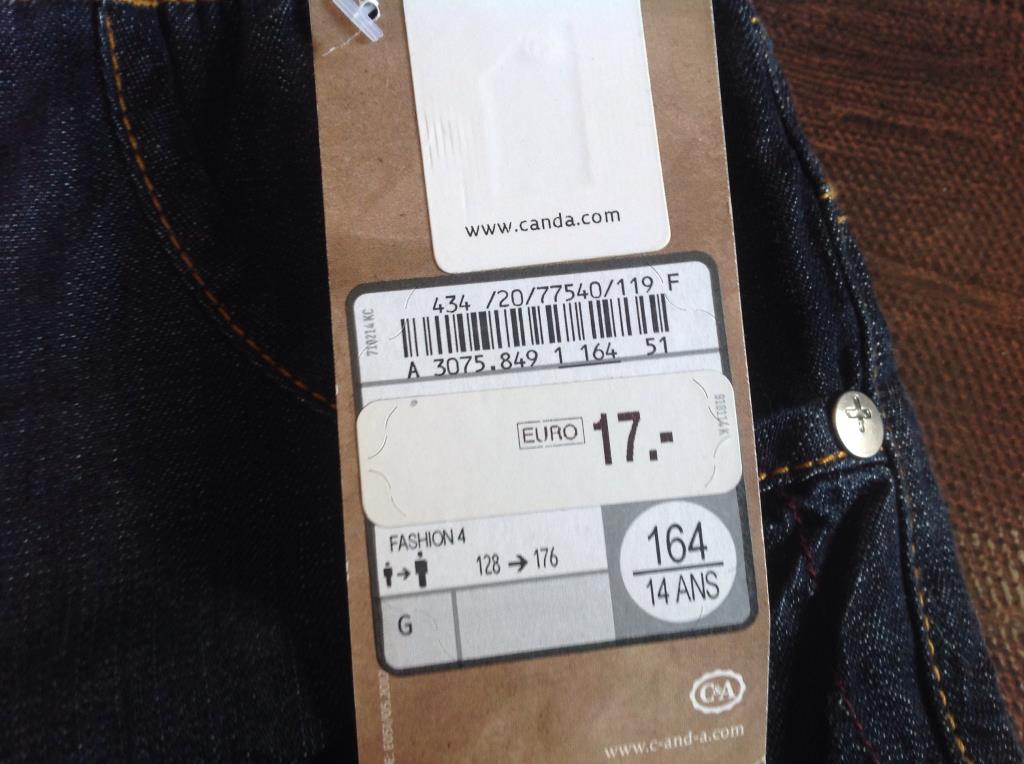 www.canda.com
434 /20/77540/119 F
710214KC
A 3075.849 1 164 51
EURO 17.-
FASHION 4
128 → 176
164
14 ANS
G
C&A
www.c-and-a.com